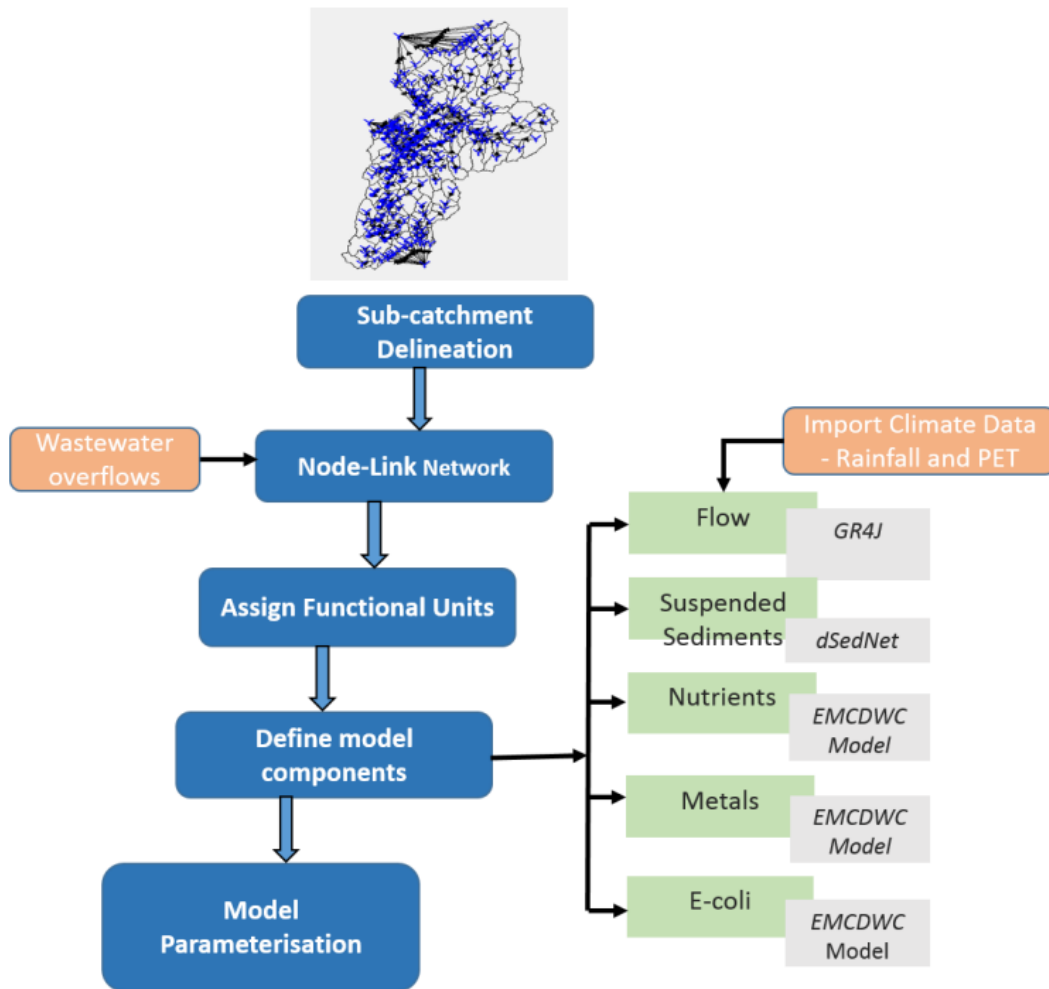 Sub-catchment
Delineation
Wastewater
overflows
Node-Link Network
Import Climate Data
- Rainfall and PET
Flow
GR4J
Assign Functional Units
Suspended
Sediments
dSedNet
Define model
components
Nutrients
EMCDWC
Model
Metals
EMCDWC
Model
Model
Parameterisation
E-coli
EMCDWC
Model